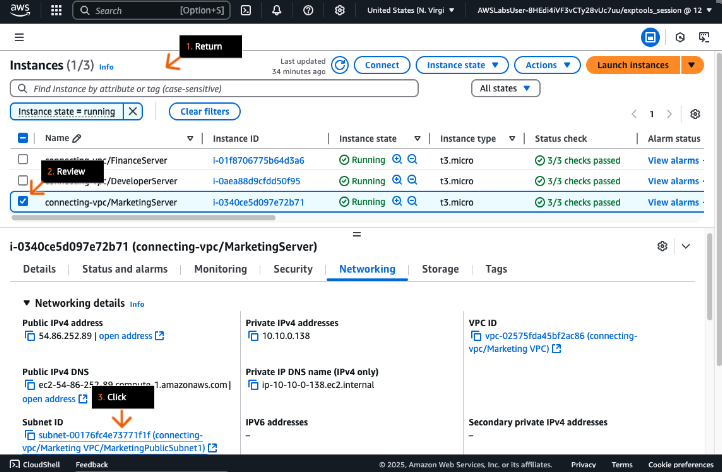 aws
Search
[Option+S]
United States (N. Virgi
AWSLabsUser-8HEdi4iVF3vCTy28vUc7uu/exptools_session @ 12
1. Return
Instances (1/3) Info
Last updated
34 minutes ago
Connect
Instance state
Actions
Launch instances
Find Instance by attribute or tag (case-sensitive)
All states
Instance state = running
Clear filters
1
Name
Instance ID
Instance state
Instance type
Status check
Alarm status
connecting-vpc/FinanceServer
i-01f8706775b64d3a6
Running
t3.micro
3/3 checks passed
View alarms
2. Review
connecting-vpc/DeveloperServer
i-0aea88d9cfdd50f95
Running
t3.micro
3/3 checks passed
View alarms
connecting-vpc/MarketingServer
i-0340ce5d097e72b71
Running
t3.micro
3/3 checks passed
View alarms
i-0340ce5d097e72b71 (connecting-vpc/MarketingServer)
Details
Status and alarms
Monitoring
Security
Networking
Storage
Tags
Networking details Info
Public IPv4 address
54.86.252.89 | open address
Private IPv4 addresses
10.10.0.138
VPC ID
vpc-02575fda45bf2ac86 (connecting-
vpc/Marketing VPC)
Public IPv4 DNS
ec2-54-86-252-89.compute-1.amazonaws.com |
open address
Private IP DNS name (IPv4 only)
ip-10-10-0-138.ec2.internal
3. Click
Subnet ID
subnet-00176fc4e73771f1f (connecting-
vpc/Marketing VPC/MarketingPublicSubnet1)
IPV6 addresses
–
Secondary private IPv4 addresses
–
CloudShell
Feedback
© 2025, Amazon Web Services, Inc. or its affiliates.
Privacy
Terms
Cookie preferences